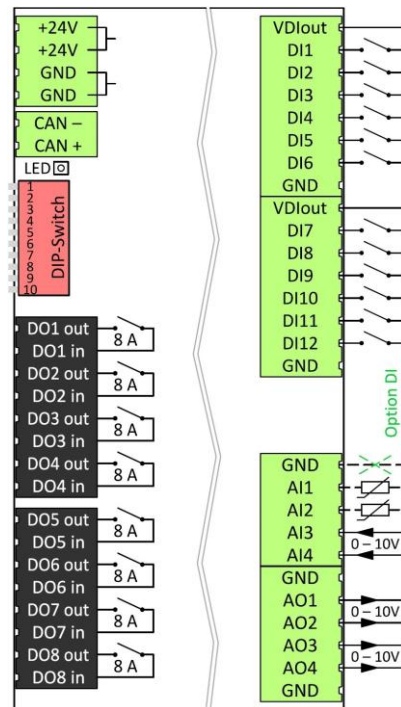 +24V
+24V
GND
GND
CAN –
CAN +
LED
1
2
3
4
5
6
7
8
9
10
DIP-Switch
DO1 out
8 A
DO1 in
DO2 out
8 A
DO2 in
DO3 out
8 A
DO3 in
DO4 out
8 A
DO4 in
DO5 out
8 A
DO5 in
DO6 out
8 A
DO6 in
DO7 out
8 A
DO7 in
DO8 out
8 A
DO8 in
VDIout
DI1
DI2
DI3
DI4
DI5
DI6
GND
VDIout
DI7
DI8
DI9
DI10
DI11
DI12
GND
Option DI
GND
AI1
AI2
AI3
0 – 10V
AI4
GND
AO1
0 – 10V
AO2
AO3
0 – 10V
AO4
GND